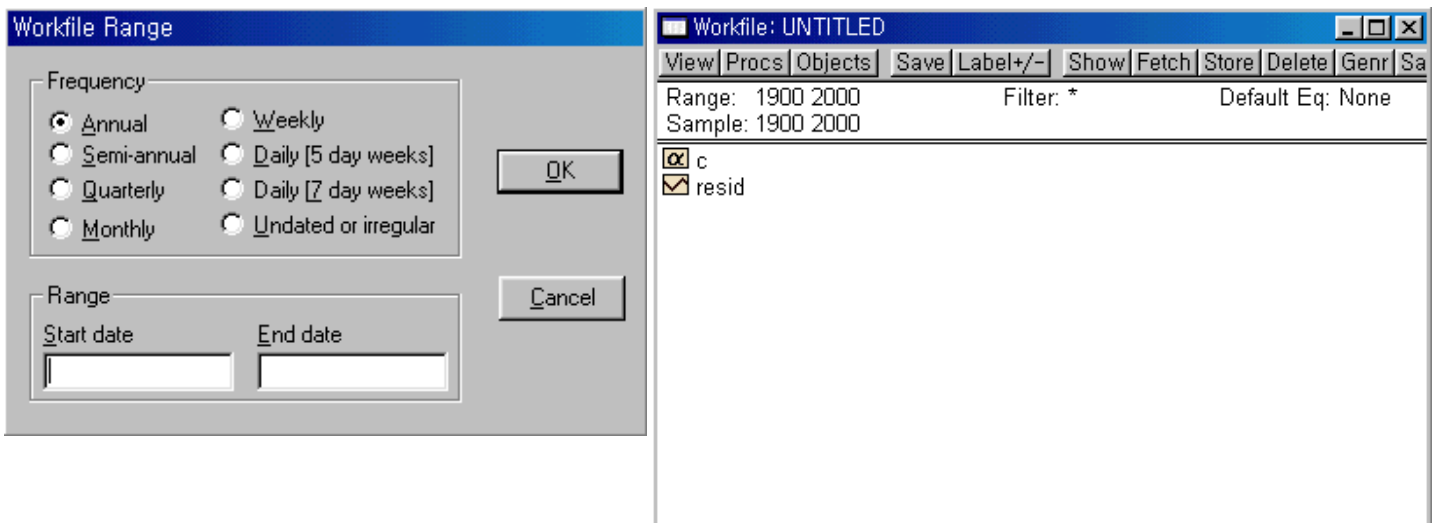 Workfile Range
Frequency
Annual
Semi-annual
Quarterly
Monthly
Weekly
Daily [5 day weeks]
Daily [7 day weeks]
Undated or irregular
Range
Start date
End date
OK
Cancel
Workfile: UNTITLED
View Procs Objects Save Label+/- Show Fetch Store Delete Genr Sa
Range: 1900 2000 Filter: * Default Eq: None
Sample: 1900 2000
α c
resid